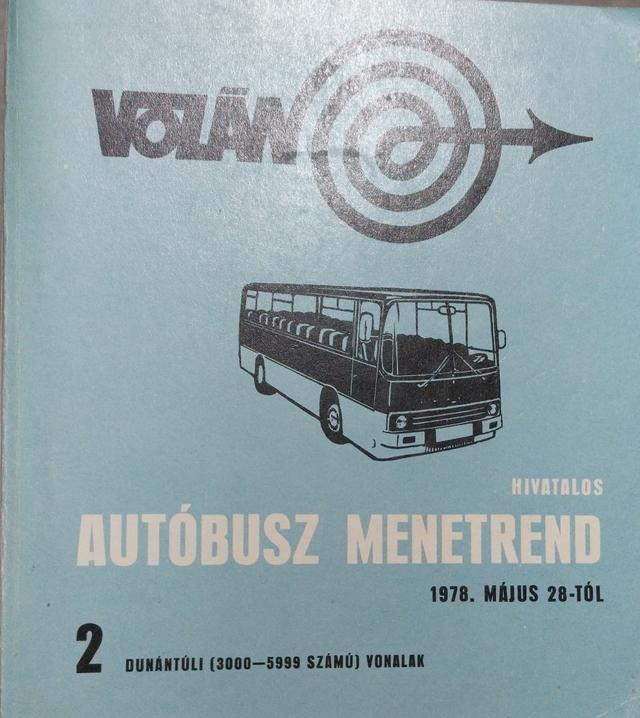 VOLÁN
HIVATALOS
AUTÓBUSZ MENETREND
1978. MÁJUS 28-TÓL
2 DUNÁNTÚLI (3000—5999 SZÁMÚ) VONALAK